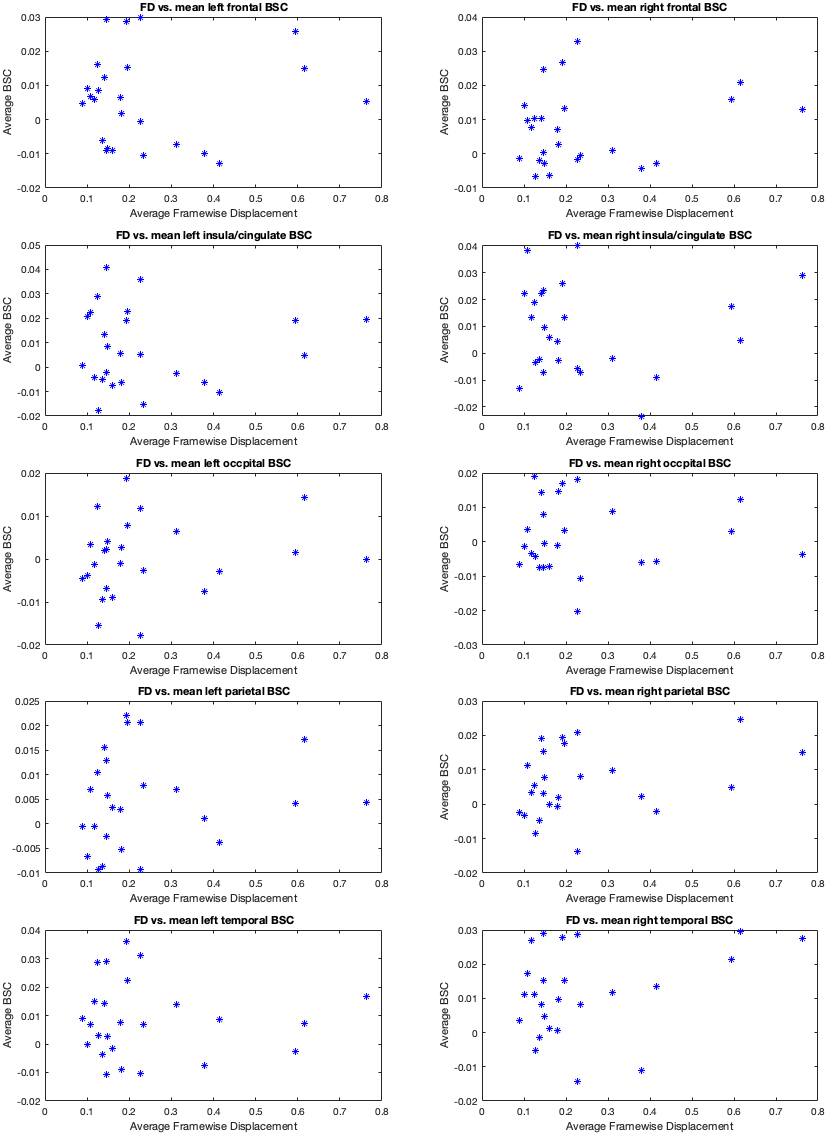 FD vs. mean left frontal BSC
0.03
0.02
0.01
0
-0.01
-0.02
Average BSC
0 0.1 0.2 0.3 0.4 0.5 0.6 0.7 0.8
Average Framewise Displacement
FD vs. mean right frontal BSC
0.04
0.03
0.02
0.01
0
-0.01
Average BSC
0 0.1 0.2 0.3 0.4 0.5 0.6 0.7 0.8
Average Framewise Displacement
FD vs. mean left insula/cingulate BSC
0.05
0.04
0.03
0.02
0.01
0
-0.01
-0.02
Average BSC
0 0.1 0.2 0.3 0.4 0.5 0.6 0.7 0.8
Average Framewise Displacement
FD vs. mean right insula/cingulate BSC
0.04
0.03
0.02
0.01
0
-0.01
-0.02
Average BSC
0 0.1 0.2 0.3 0.4 0.5 0.6 0.7 0.8
Average Framewise Displacement
FD vs. mean left occpital BSC
0.02
0.01
0
-0.01
-0.02
Average BSC
0 0.1 0.2 0.3 0.4 0.5 0.6 0.7 0.8
Average Framewise Displacement
FD vs. mean right occpital BSC
0.02
0.01
0
-0.01
-0.02
-0.03
Average BSC
0 0.1 0.2 0.3 0.4 0.5 0.6 0.7 0.8
Average Framewise Displacement
FD vs. mean left parietal BSC
0.025
0.02
0.015
0.01
0.005
0
-0.005
-0.01
Average BSC
0 0.1 0.2 0.3 0.4 0.5 0.6 0.7 0.8
Average Framewise Displacement
FD vs. mean right parietal BSC
0.03
0.02
0.01
0
-0.01
-0.02
Average BSC
0 0.1 0.2 0.3 0.4 0.5 0.6 0.7 0.8
Average Framewise Displacement
FD vs. mean left temporal BSC
0.04
0.03
0.02
0.01
0
-0.01
-0.02
Average BSC
0 0.1 0.2 0.3 0.4 0.5 0.6 0.7 0.8
Average Framewise Displacement
FD vs. mean right temporal BSC
0.03
0.02
0.01
0
-0.01
-0.02
Average BSC
0 0.1 0.2 0.3 0.4 0.5 0.6 0.7 0.8
Average Framewise Displacement